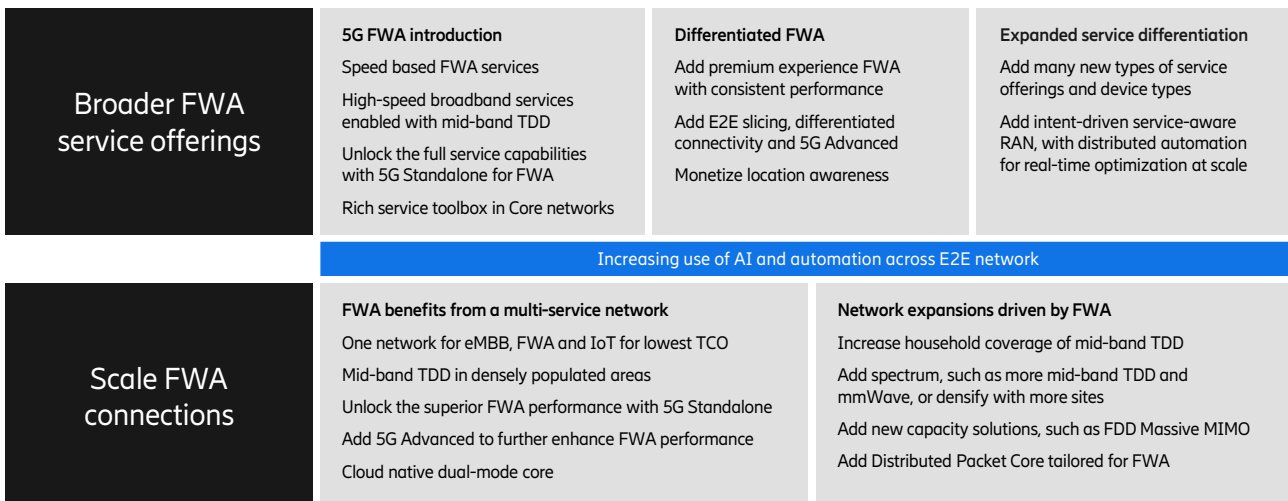 Broader FWA
service offerings
5G FWA introduction
Speed based FWA services
High-speed broadband services
enabled with mid-band TDD
Unlock the full service capabilities
with 5G Standalone for FWA
Rich service toolbox in Core networks
Differentiated FWA
Add premium experience FWA
with consistent performance
Add E2E slicing, differentiated
connectivity and 5G Advanced
Monetize location awareness
Expanded service differentiation
Add many new types of service
offerings and device types
Add intent-driven service-aware
RAN, with distributed automation
for real-time optimization at scale
Increasing use of AI and automation across E2E network
Scale FWA
connections
FWA benefits from a multi-service network
One network for eMBB, FWA and IoT for lowest TCO
Mid-band TDD in densely populated areas
Unlock the superior FWA performance with 5G Standalone
Add 5G Advanced to further enhance FWA performance
Cloud native dual-mode core
Network expansions driven by FWA
Increase household coverage of mid-band TDD
Add spectrum, such as more mid-band TDD and
mmWave, or densify with more sites
Add new capacity solutions, such as FDD Massive MIMO
Add Distributed Packet Core tailored for FWA